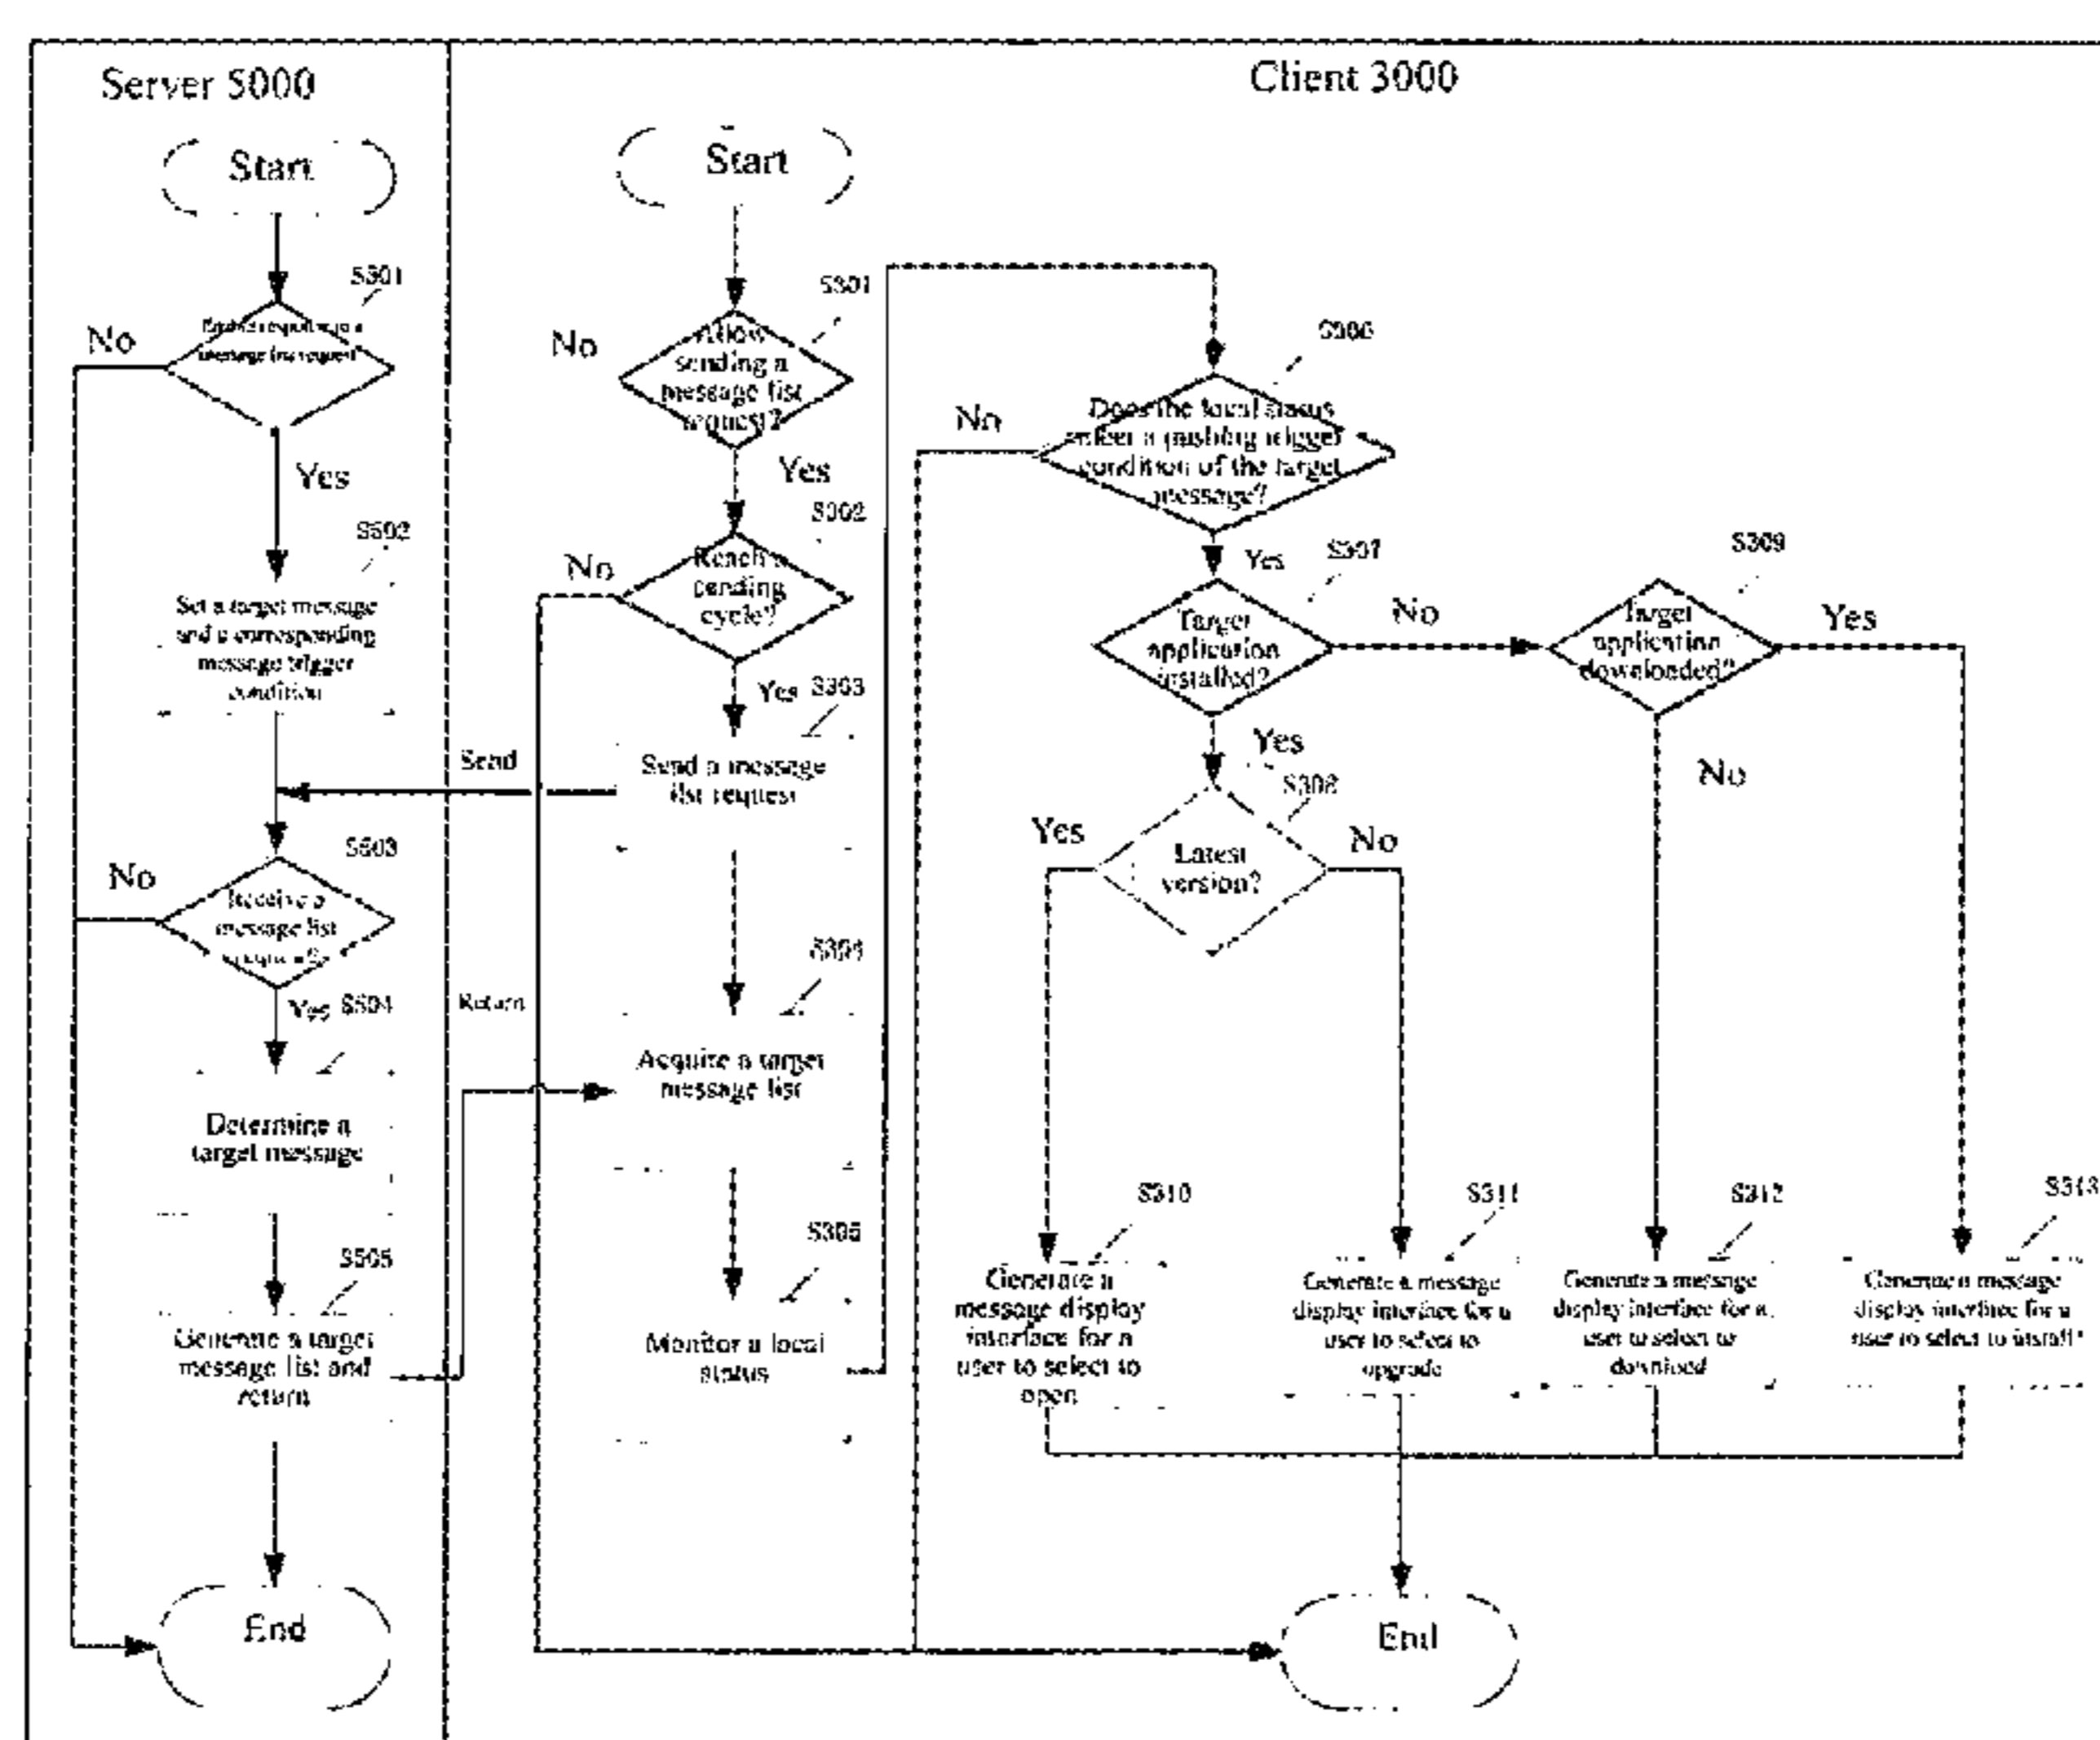 Server 5000
Client 3000
Start
S301
No
message list request?
Yes
S502
Set a target message
and a corresponding
message trigger
condition
S503
No
Receive a
message list
Yes
S504
Determine a
target message
S505
Generate a target
message list and
return
End
Send
Return
Start
S301
No
Allow
sending a
message list
request?
Yes
S302
No
Reach a
sending
cycle?
Yes
S303
Send a message
list request
S304
Acquire a target
message list
S305
Monitor a local
status
S306
No
Does the local status
meet a pushing trigger
condition of the target
message?
Yes
S307
Target
application
installed?
No
S309
Target
application
downloaded?
Yes
No
Yes
S308
Yes
Latest
version?
No
S310
Generate a
message display
interface for a
user to select to
open
S311
Generate a message
display interface for a
user to select to
upgrade
S312
Generate a message
display interface for a
user to select to
download
S313
Generate a message
display interface for a
user to select to install
End